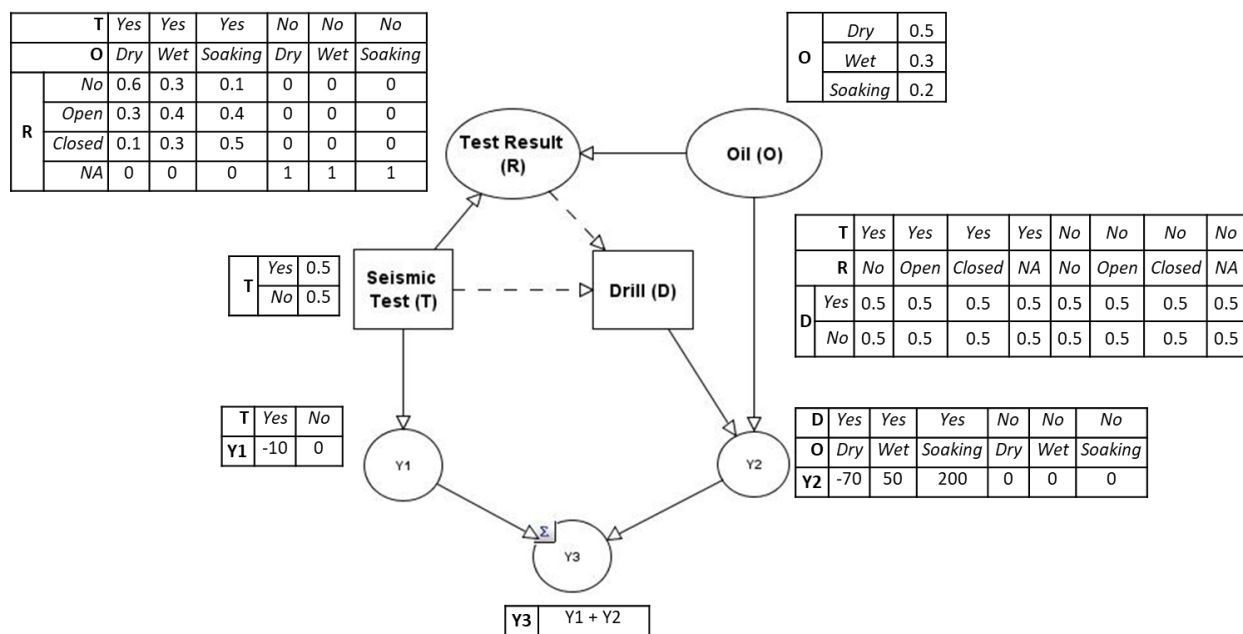 T Yes Yes Yes No No No
O Dry Wet Soaking Dry Wet Soaking
R
No 0.6 0.3 0.1 0 0 0
Open 0.3 0.4 0.4 0 0 0
Closed 0.1 0.3 0.5 0 0 0
NA 0 0 0 1 1 1
O
Dry 0.5
Wet 0.3
Soaking 0.2
Test Result
(R)
Oil (O)
T
Yes 0.5
No 0.5
Seismic
Test (T)
Drill (D)
T Yes Yes Yes Yes No No No No
R No Open Closed NA No Open Closed NA
D
Yes 0.5 0.5 0.5 0.5 0.5 0.5 0.5 0.5
No 0.5 0.5 0.5 0.5 0.5 0.5 0.5 0.5
T Yes No
Y1 -10 0
Y1
Y2
D Yes Yes Yes No No No
O Dry Wet Soaking Dry Wet Soaking
Y2 -70 50 200 0 0 0
Σ
Y3
Y3 Y1 + Y2